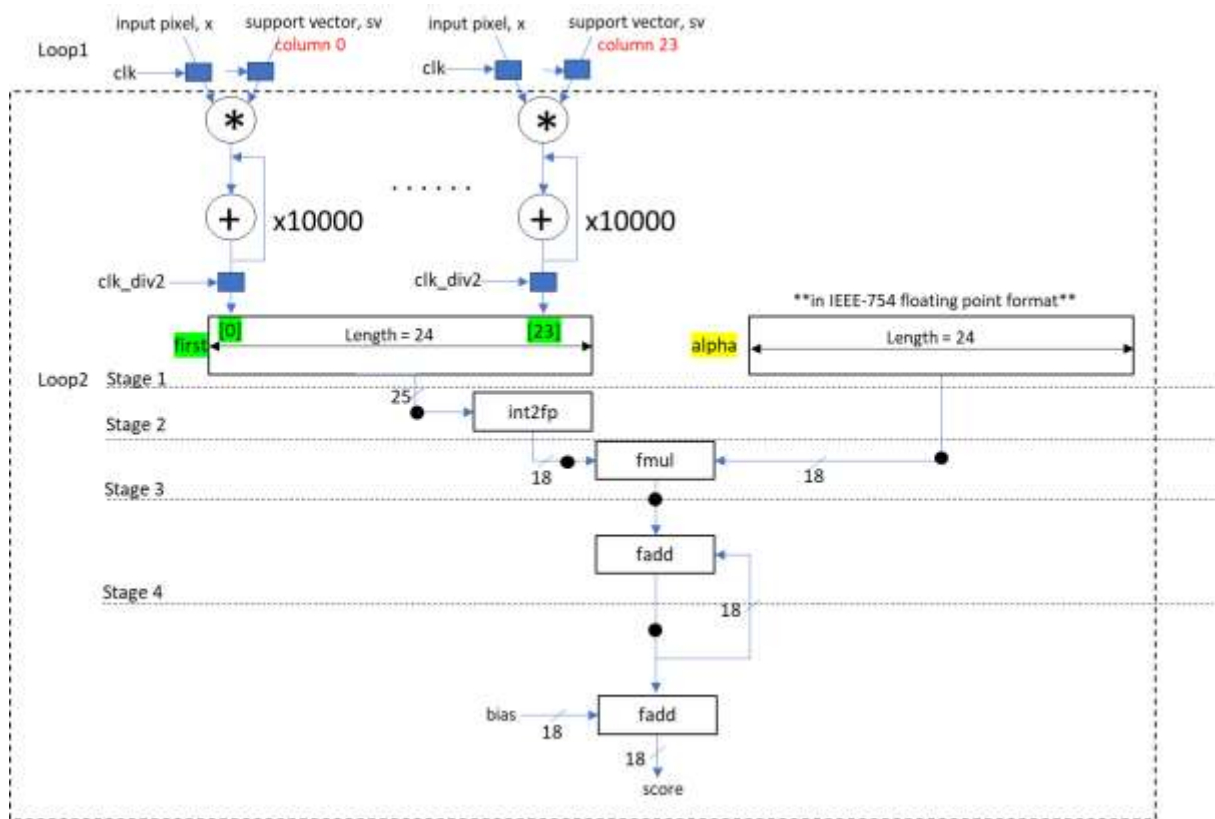 input pixel, x
support vector, sv
column 0
input pixel, x
support vector, sv
column 23
Loop1
clk
clk
*
*
. . . . . .
+
x10000
+
x10000
clk_div2
clk_div2
**in IEEE-754 floating point format**
[0]
[23]
first
Length = 24
alpha
Length = 24
Loop2
Stage 1
25
int2fp
Stage 2
18
fmul
18
Stage 3
fadd
Stage 4
18
bias
18
fadd
18
score